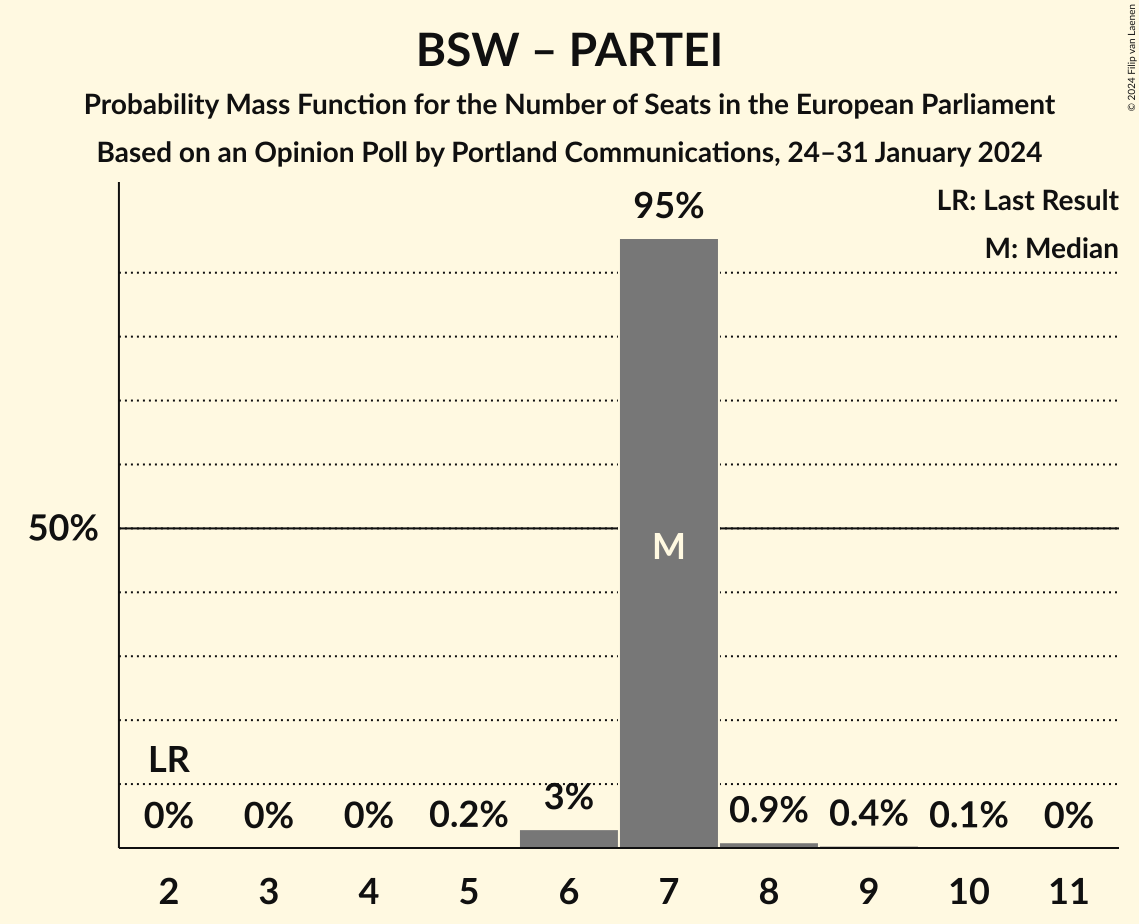 BSW – PARTEI
Probability Mass Function for the Number of Seats in the European Parliament
Based on an Opinion Poll by Portland Communications, 24–31 January 2024
© 2024 Filip van Laenen
LR: Last Result
M: Median
95%
50%
M
LR
0% 0% 0% 0.2% 3% 0.9% 0.4% 0.1% 0%
2 3 4 5 6 7 8 9 10 11